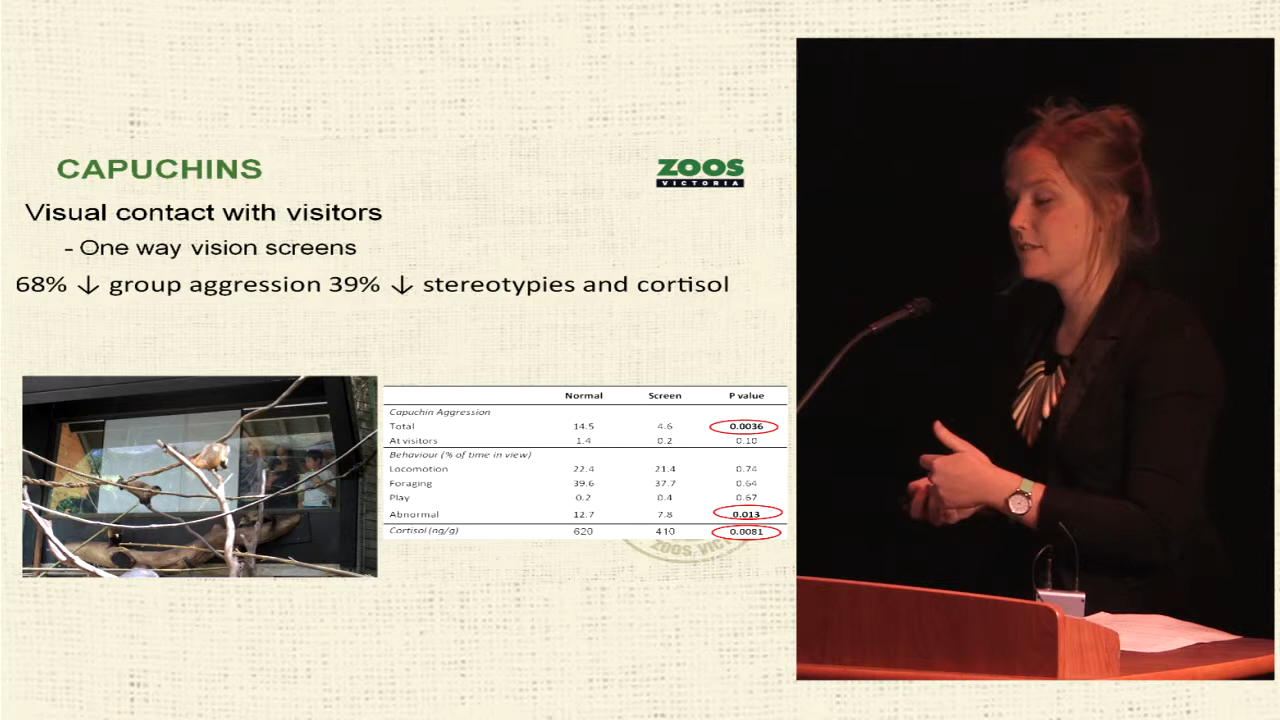 CAPUCHINS
ZOOS
VICTORIA
Visual contact with visitors
- One way vision screens
68% ↓ group aggression 39% ↓ stereotypies and cortisol
Normal Screen P value
Capuchin Aggression
Total 14.5 4.6 0.0036
At visitors 1.4 0.2 0.10
Behaviour (% of time in view)
Locomotion 22.4 21.4 0.74
Foraging 39.6 37.7 0.64
Play 0.2 0.4 0.67
Abnormal 12.7 7.8 0.013
Cortisol (ng/g) 620 410 0.0081
ZOOS VICT